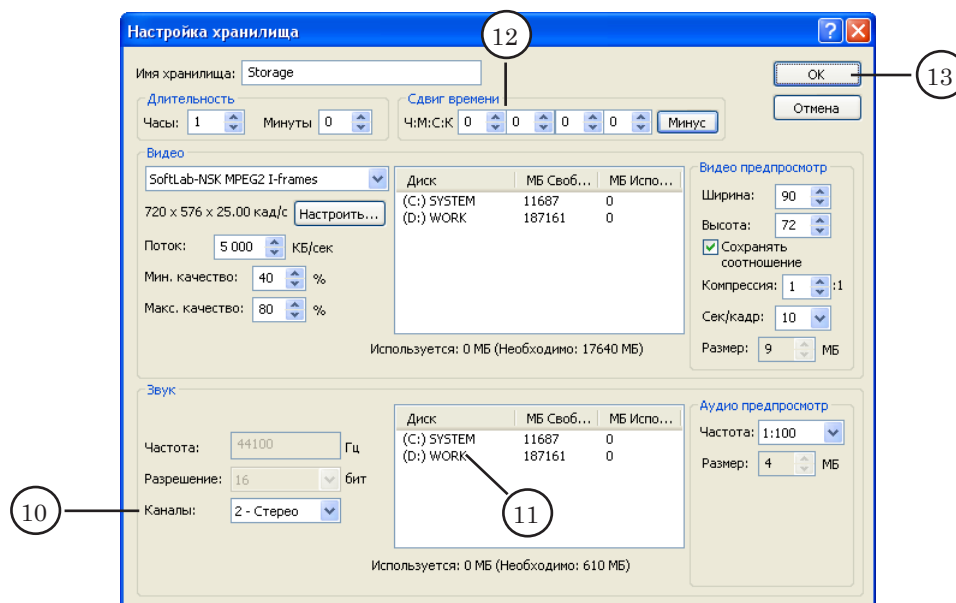 Настройка хранилища
12
Имя хранилища: Storage
OK
13
Длительность
Сдвиг времени
Отмена
Часы: 1 Минуты 0
Ч:М:С:К 0 0 0 0 Минус
Видео
SoftLab-NSK MPEG2 I-frames
720 x 576 x 25.00 кад/с Настроить...
Поток: 5 000 КБ/сек
Мин. качество: 40 %
Макс. качество: 80 %
Диск МБ Своб... МБ Испо...
(C:) SYSTEM 11687 0
(D:) WORK 187161 0
Используется: 0 МБ (Необходимо: 17640 МБ)
Видео предпросмотр
Ширина: 90
Высота: 72
Сохранять
соотношение
Компрессия: 1 :1
Сек/кадр: 10
Размер: 9 МБ
Звук
Частота: 44100 Гц
Разрешение: 16 бит
10
Каналы: 2 - Стерео
Диск МБ Своб... МБ Испо...
(C:) SYSTEM 11687 0
(D:) WORK 187161 0
11
Используется: 0 МБ (Необходимо: 610 МБ)
Аудио предпросмотр
Частота: 1:100
Размер: 4 МБ